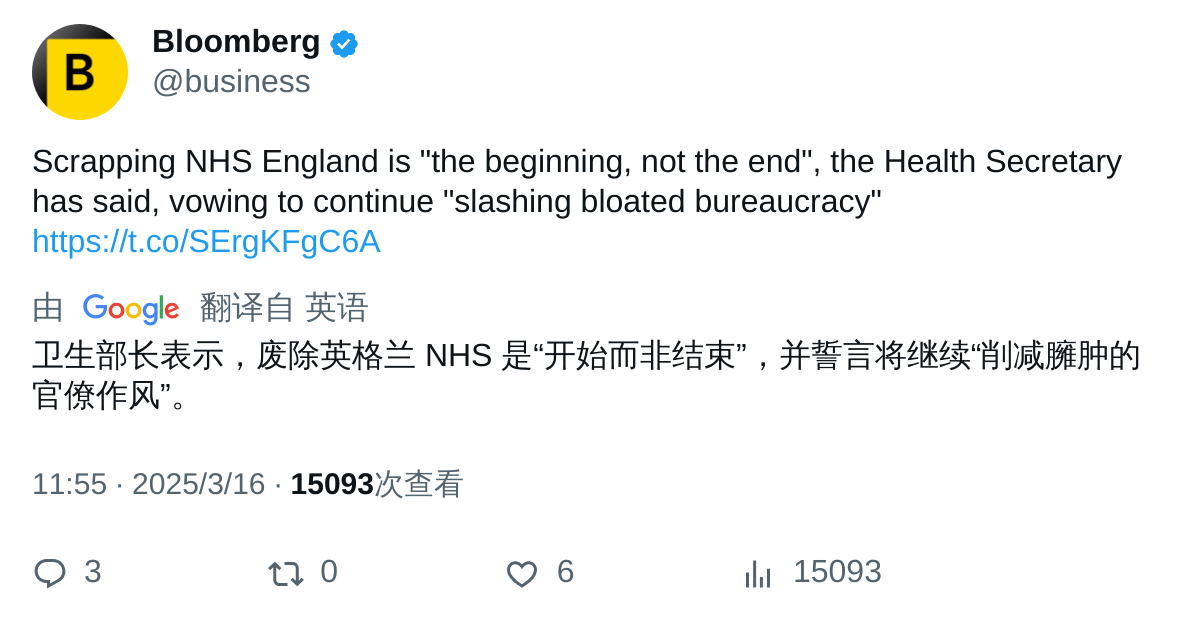 B
Bloomberg
@business
Scrapping NHS England is "the beginning, not the end", the Health Secretary
has said, vowing to continue "slashing bloated bureaucracy"
https://t.co/SErgKFgC6A
由 Google 翻译自 英语
卫生部长表示，废除英格兰 NHS 是“开始而非结束”，并誓言将继续“削减臃肿的
官僚作风”。
11:55 · 2025/3/16 · 15093次查看
3 0 6 15093